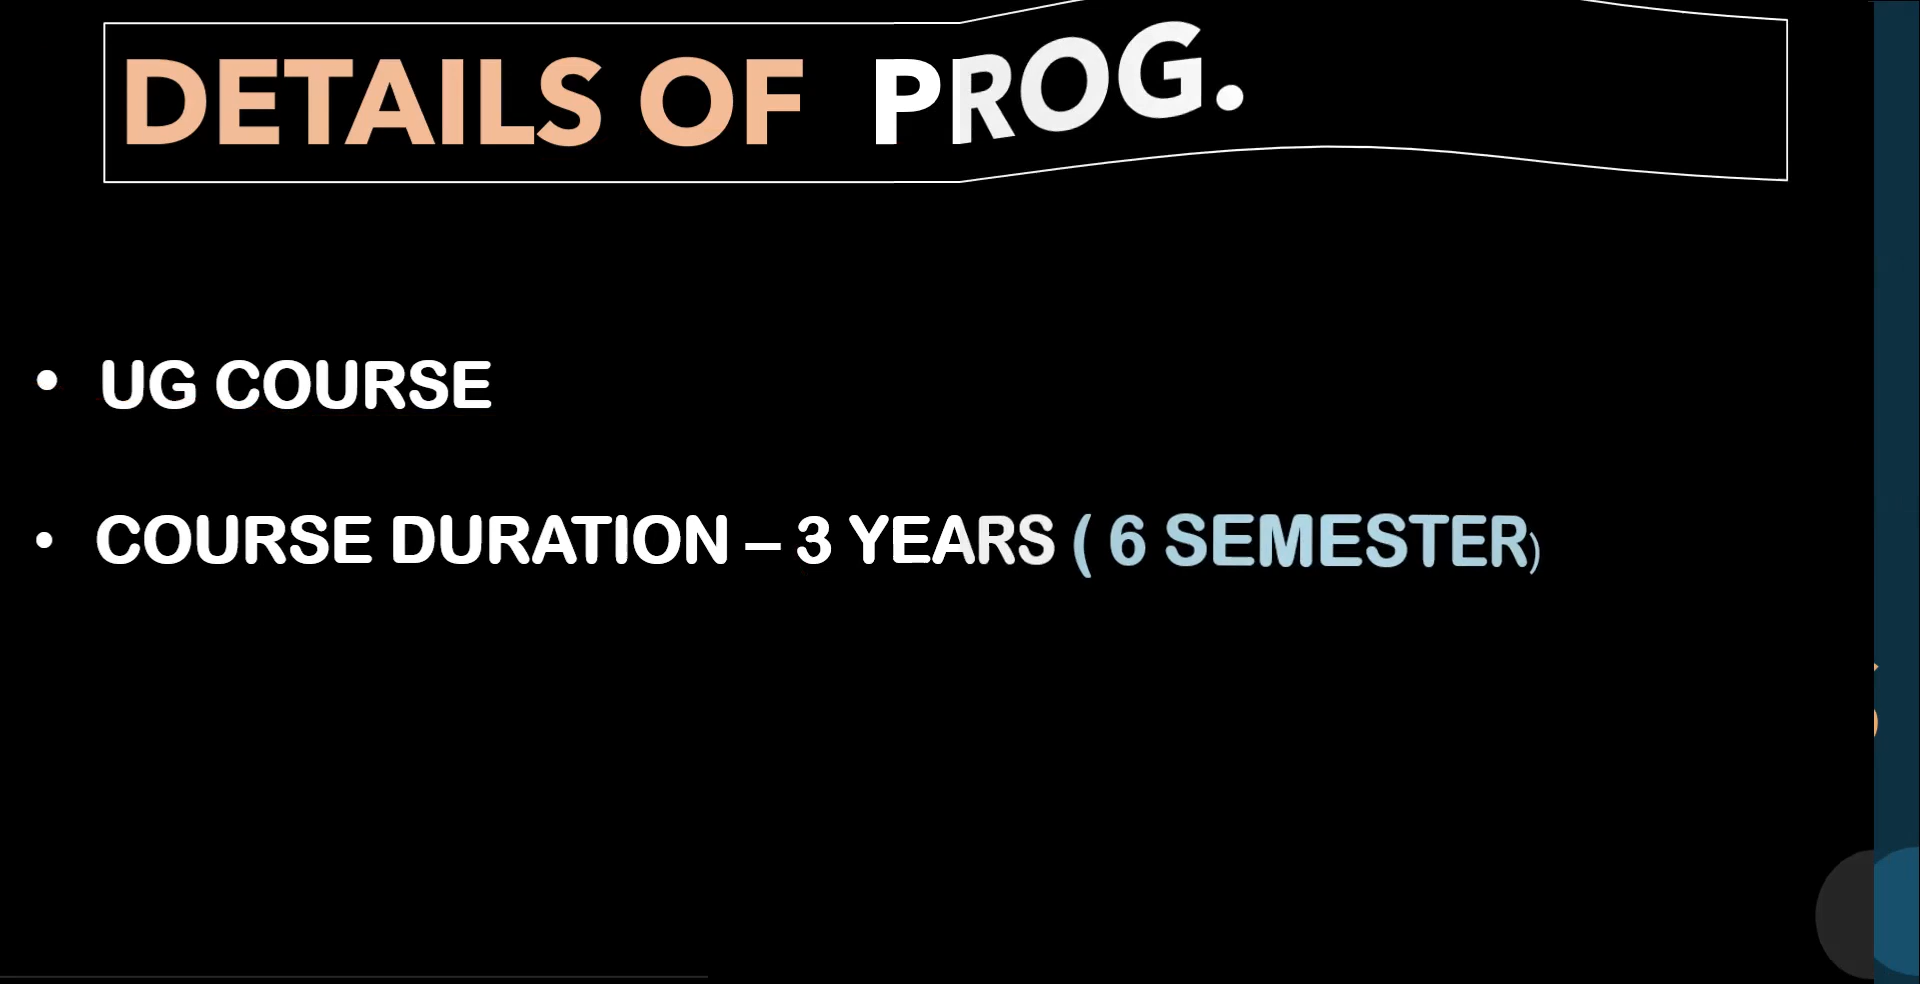 DETAILS OF PROG.
• UG COURSE
• COURSE DURATION – 3 YEARS ( 6 SEMESTER)